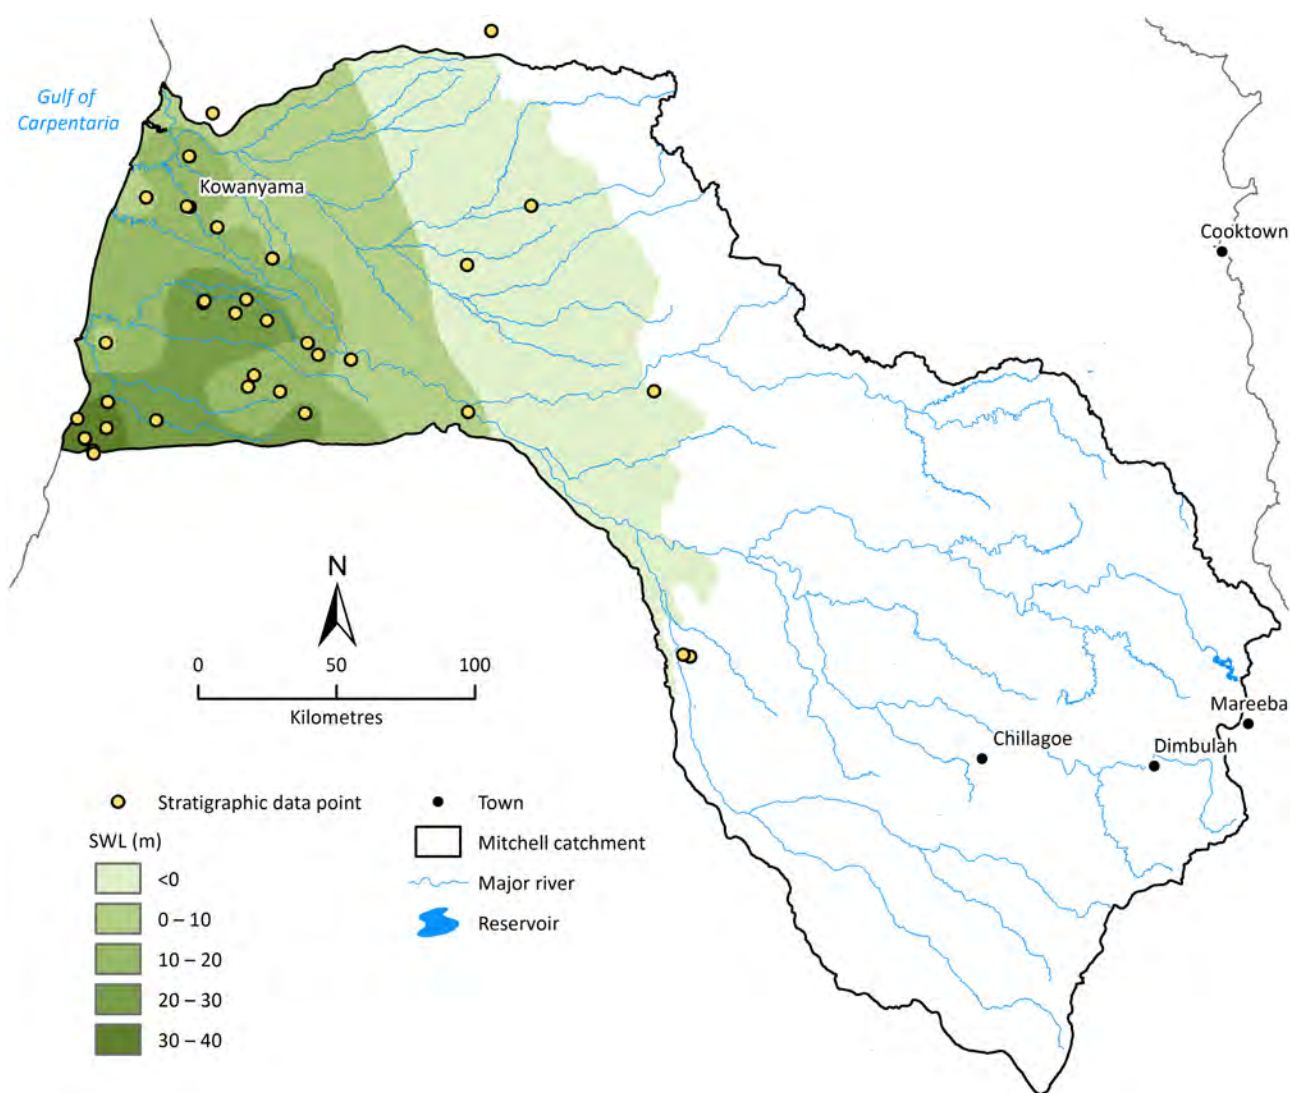 Gulf of
Carpentaria
Kowanyama
Cooktown
N
0 50 100
Kilometres
Mareeba
Chillagoe
Dimbulah
Stratigraphic data point
SWL (m)
<0
0 – 10
10 – 20
20 – 30
30 – 40
Town
Mitchell catchment
Major river
Reservoir